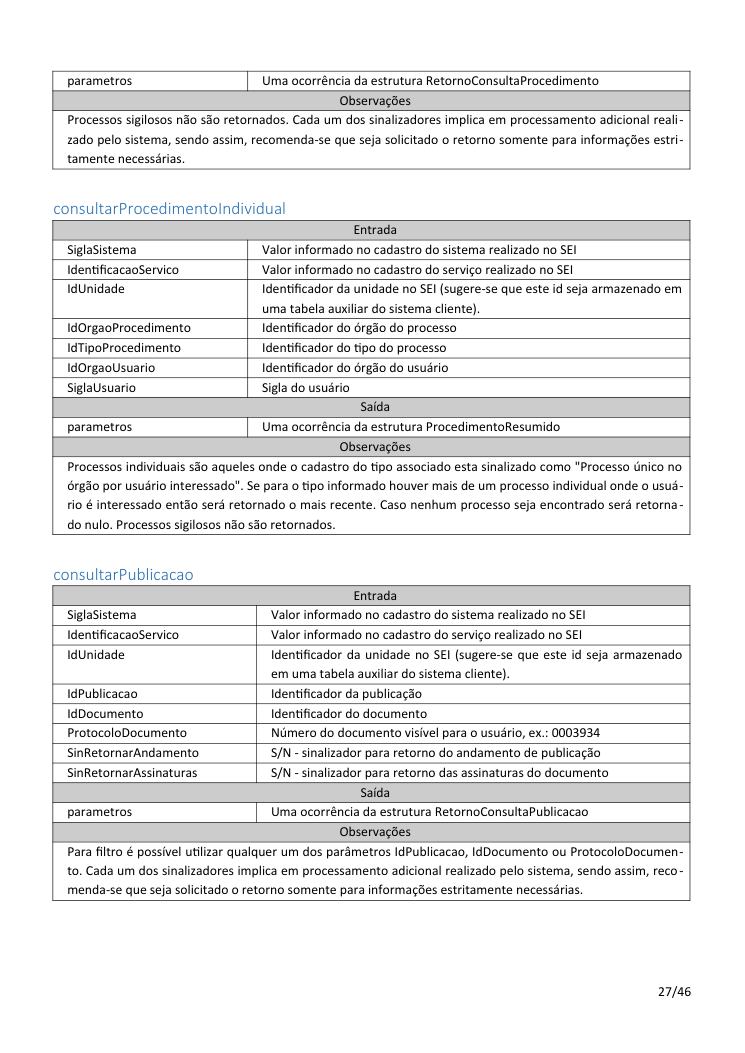 parametros Uma ocorrência da estrutura RetornoConsultaProcedimento
Observações
Processos sigilosos não são retornados. Cada um dos sinalizadores implica em processamento adicional reali-
zado pelo sistema, sendo assim, recomenda-se que seja solicitado o retorno somente para informações estri-
tamente necessárias.
consultarProcedimentoIndividual
Entrada
SiglaSistema Valor informado no cadastro do sistema realizado no SEI
IdentificacaoServico Valor informado no cadastro do serviço realizado no SEI
IdUnidade Identificador da unidade no SEI (sugere-se que este id seja armazenado em
uma tabela auxiliar do sistema cliente).
IdOrgaoProcedimento Identificador do órgão do processo
IdTipoProcedimento Identificador do tipo do processo
IdOrgaoUsuario Identificador do órgão do usuário
SiglaUsuario Sigla do usuário
Saída
parametros Uma ocorrência da estrutura ProcedimentoResumido
Observações
Processos individuais são aqueles onde o cadastro do tipo associado esta sinalizado como "Processo único no
órgão por usuário interessado". Se para o tipo informado houver mais de um processo individual onde o usuá-
rio é interessado então será retornado o mais recente. Caso nenhum processo seja encontrado será retorna-
do nulo. Processos sigilosos não são retornados.
consultarPublicacao
Entrada
SiglaSistema Valor informado no cadastro do sistema realizado no SEI
IdentificacaoServico Valor informado no cadastro do serviço realizado no SEI
IdUnidade Identificador da unidade no SEI (sugere-se que este id seja armazenado
em uma tabela auxiliar do sistema cliente).
IdPublicacao Identificador da publicação
IdDocumento Identificador do documento
ProtocoloDocumento Número do documento visível para o usuário, ex.: 0003934
SinRetornarAndamento S/N - sinalizador para retorno do andamento de publicação
SinRetornarAssinaturas S/N - sinalizador para retorno das assinaturas do documento
Saída
parametros Uma ocorrência da estrutura RetornoConsultaPublicacao
Observações
Para filtro é possível utilizar qualquer um dos parâmetros IdPublicacao, IdDocumento ou ProtocoloDocumen-
to. Cada um dos sinalizadores implica em processamento adicional realizado pelo sistema, sendo assim, reco-
menda-se que seja solicitado o retorno somente para informações estritamente necessárias.
27/46